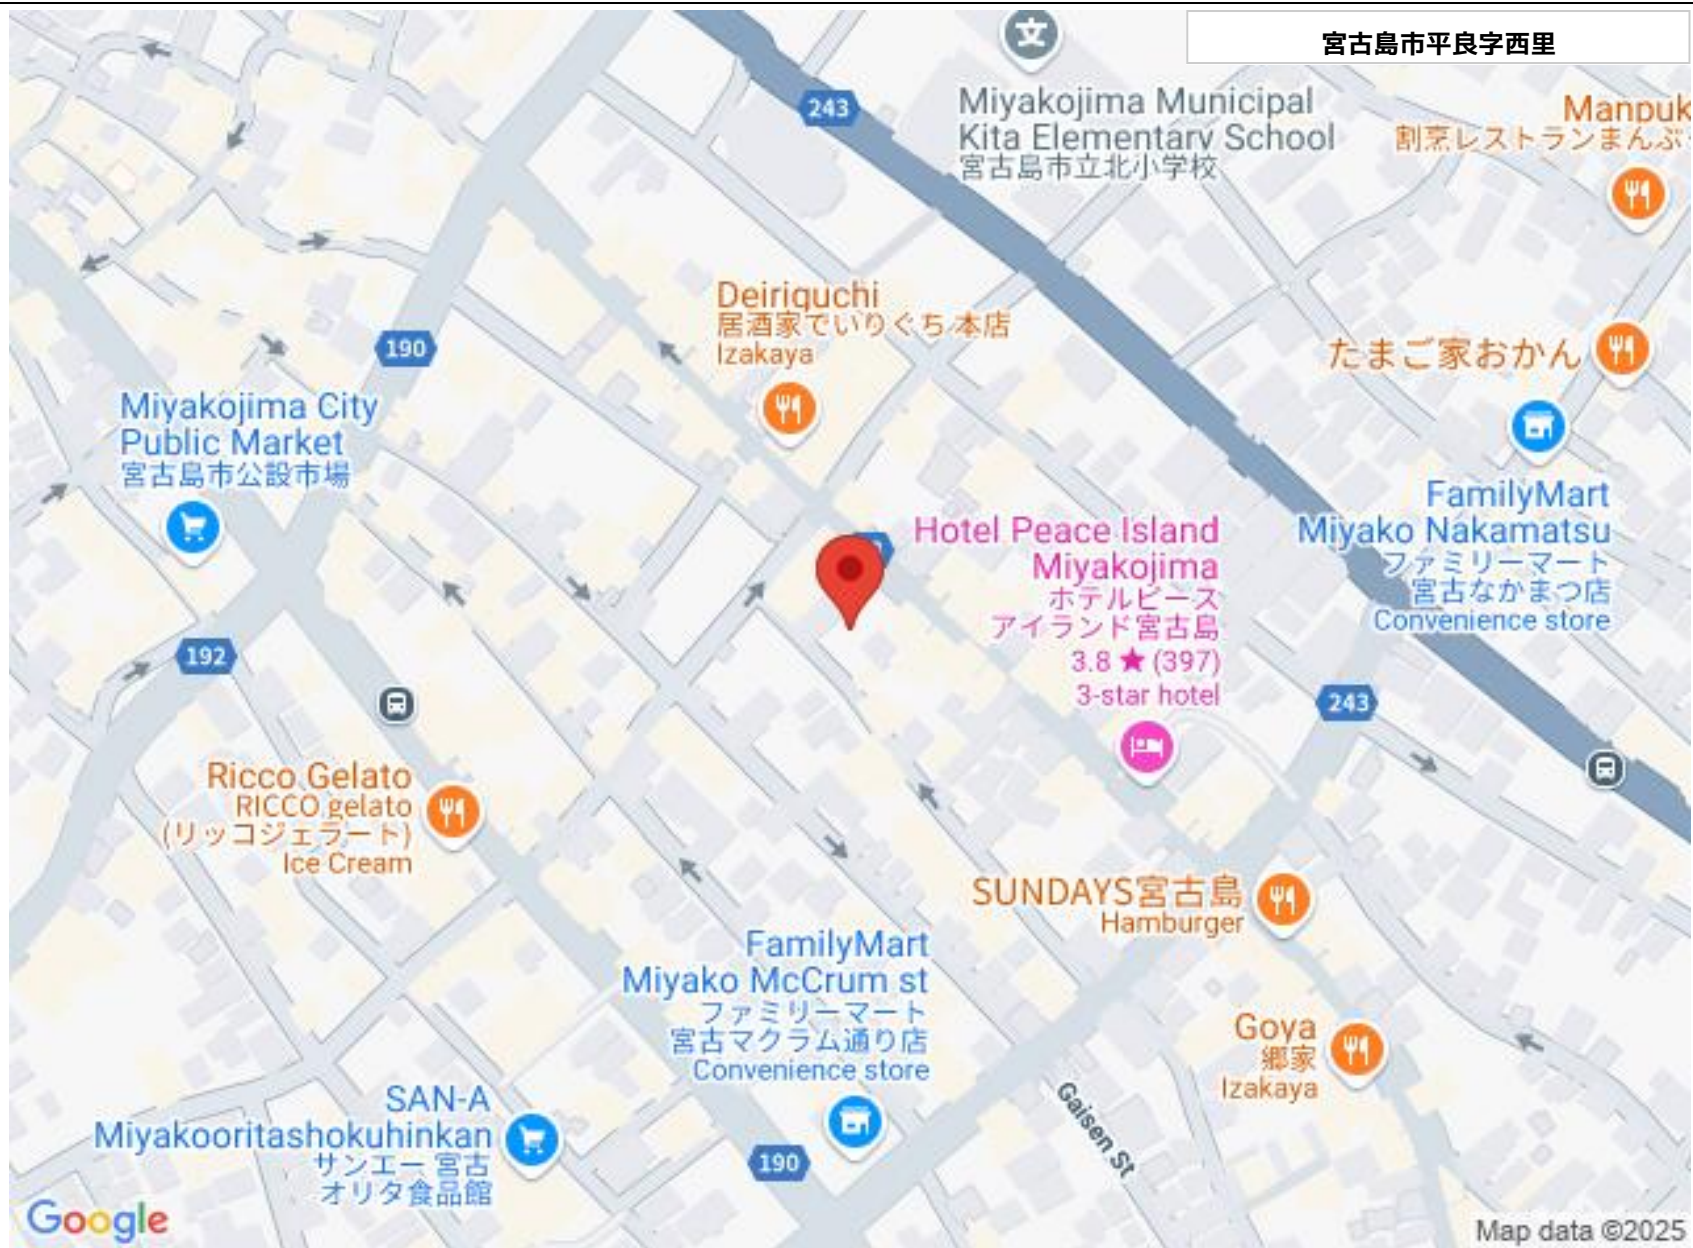 宮古島市平良字西里
243
Miyakojima Municipal
Kita Elementary School
宮古島市立北小学校
Manpuk
割烹レストランまんぷ
Deiriguchi
居酒家でいりぐち 本店
Izakaya
190
たまご家おかん
Miyakojima City
Public Market
宮古島市公設市場
FamilyMart
Miyako Nakamatsu
ファミリーマート
宮古なかまつ店
Convenience store
Hotel Peace Island
Miyakojima
ホテルピース
アイランド宮古島
3.8 ★ (397)
3-star hotel
192
243
Ricco Gelato
RICCO gelato
(リッコジェラート)
Ice Cream
SUNDAYS宮古島
Hamburger
FamilyMart
Miyako McCrum st
ファミリーマート
宮古マクラム通り店
Convenience store
Goya
郷家
Izakaya
Gaisen St
SAN-A
Miyakooritashokuhinkan
サンエー 宮古
オリタ食品館
190
Google
Map data ©2025